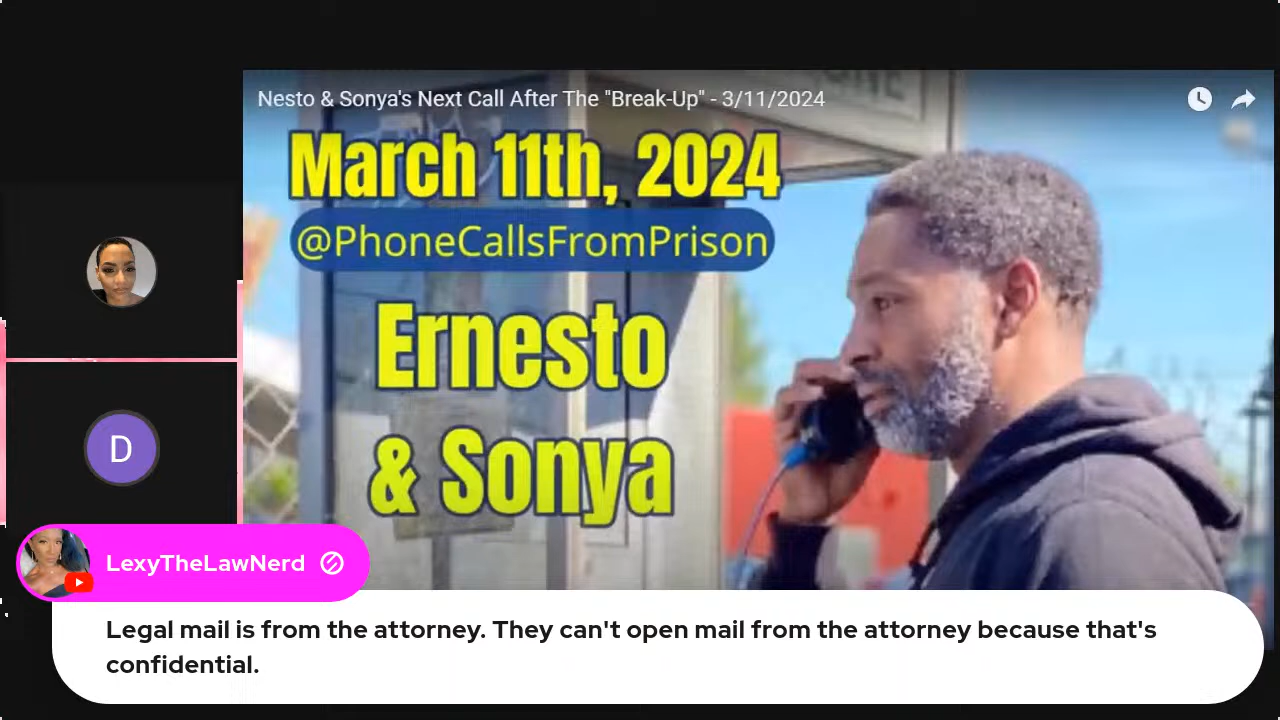 Nesto & Sonya's Next Call After The "Break-Up" - 3/11/2024
March 11th, 2024
@PhoneCallsFromPrison
Ernesto
& Sonya
D
LexyTheLawNerd
Legal mail is from the attorney. They can't open mail from the attorney because that's
confidential.